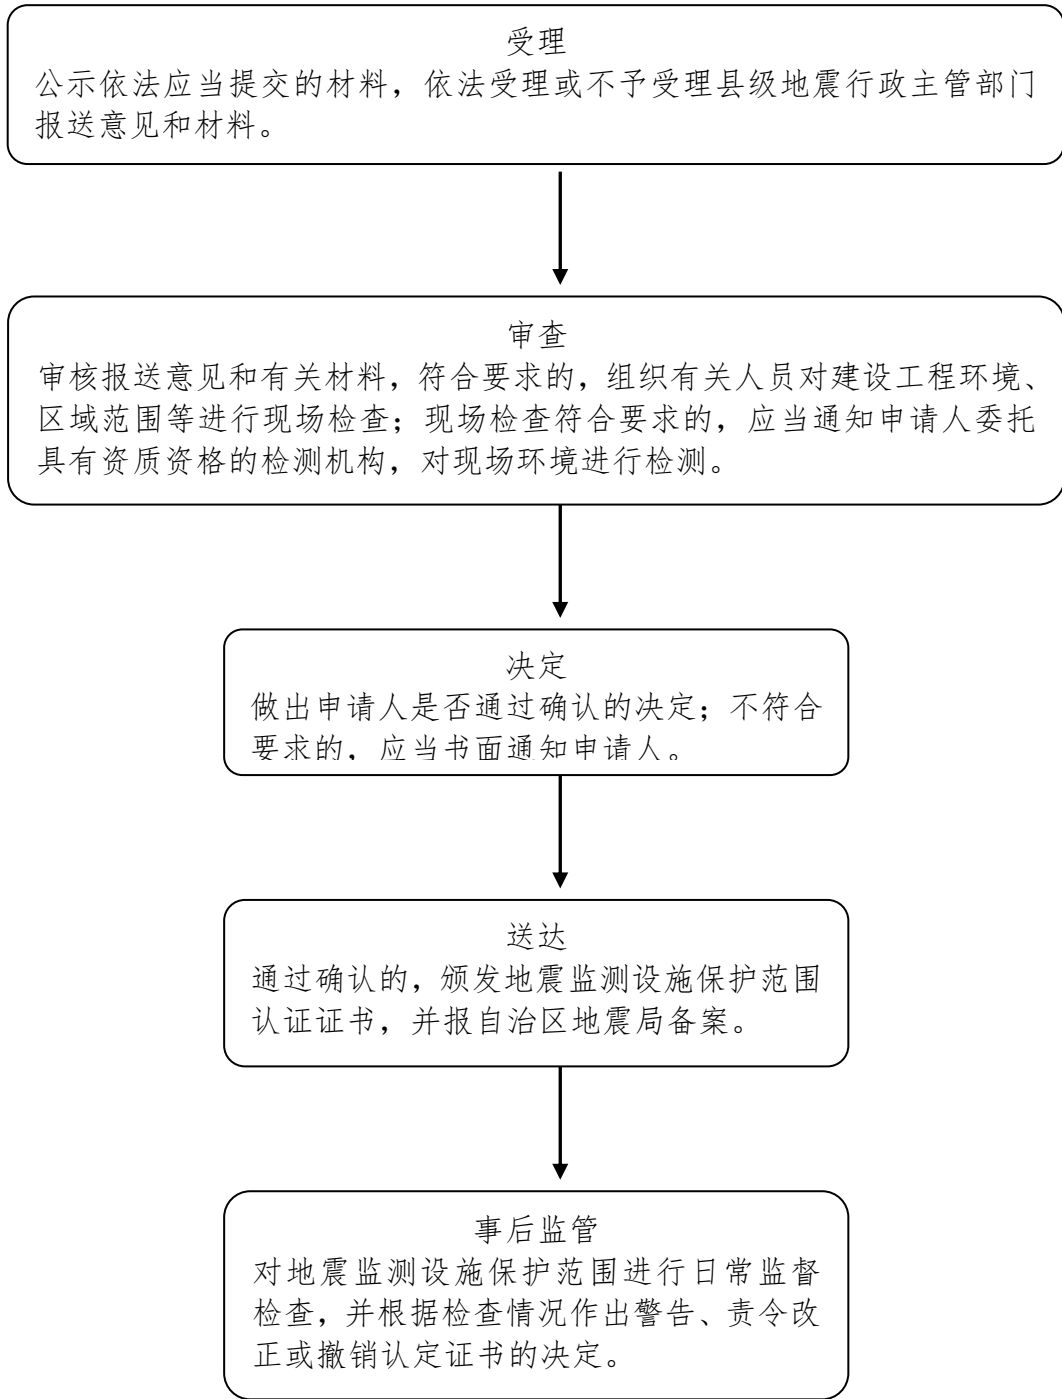 受理
公示依法应当提交的材料，依法受理或不予受理县级地震行政主管部门
报送意见和材料。
审查
审核报送意见和有关材料，符合要求的，组织有关人员对建设工程环境、
区域范围等进行现场检查；现场检查符合要求的，应当通知申请人委托
具有资质资格的检测机构，对现场环境进行检测。
决定
做出申请人是否通过确认的决定；不符合
要求的，应当书面通知申请人。
送达
通过确认的，颁发地震监测设施保护范围
认证证书，并报自治区地震局备案。
事后监管
对地震监测设施保护范围进行日常监督
检查，并根据检查情况作出警告、责令改
正或撤销认定证书的决定。